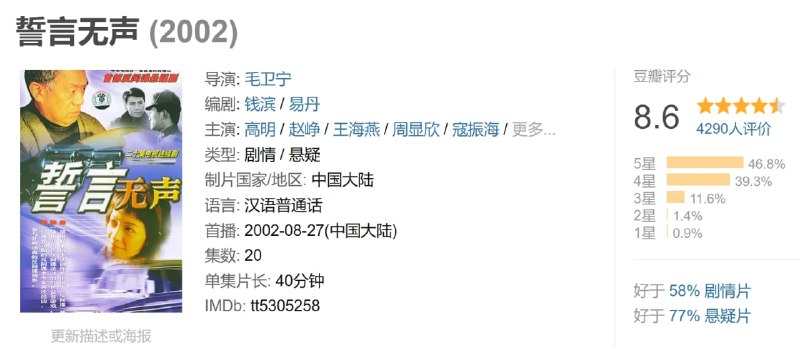 誓言无声 (2002)
二十集电视连续剧
誓言无声
更新描述或海报
导演: 毛卫宁
编剧: 钱滨 / 易丹
主演: 高明 / 赵峥 / 王海燕 / 周显欣 / 寇振海 / 更多...
类型: 剧情 / 悬疑
制片国家/地区: 中国大陆
语言: 汉语普通话
首播: 2002-08-27(中国大陆)
集数: 20
单集片长: 40分钟
IMDb: tt5305258
豆瓣评分
8.6
4290人评价
5星 46.8%
4星 39.3%
3星 11.6%
2星 1.4%
1星 0.9%
好于 58% 剧情片
好于 77% 悬疑片